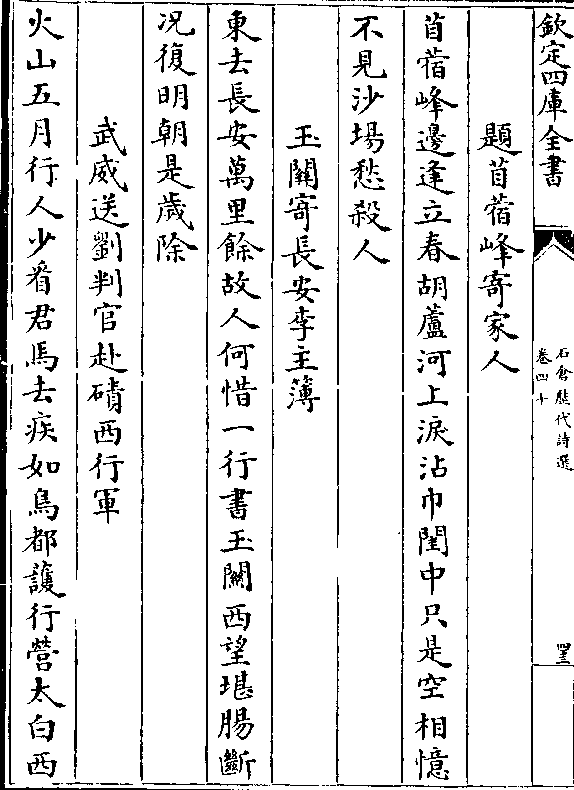 欽定四庫全書
石倉歷代詩選
卷四十
題苜蓿峰寄家人
苜蓿峰邊逢立春胡蘆河上淚沾巾閨中只是空相憶
不見沙場愁殺人
玉關寄長安李主簿
東去長安萬里餘故人何惜一行書玉關西望堪腸斷
況復明朝是歲除
武威送劉判官赴磧西行軍
火山五月行人少看君馬去疾如鳥都護行營太白西